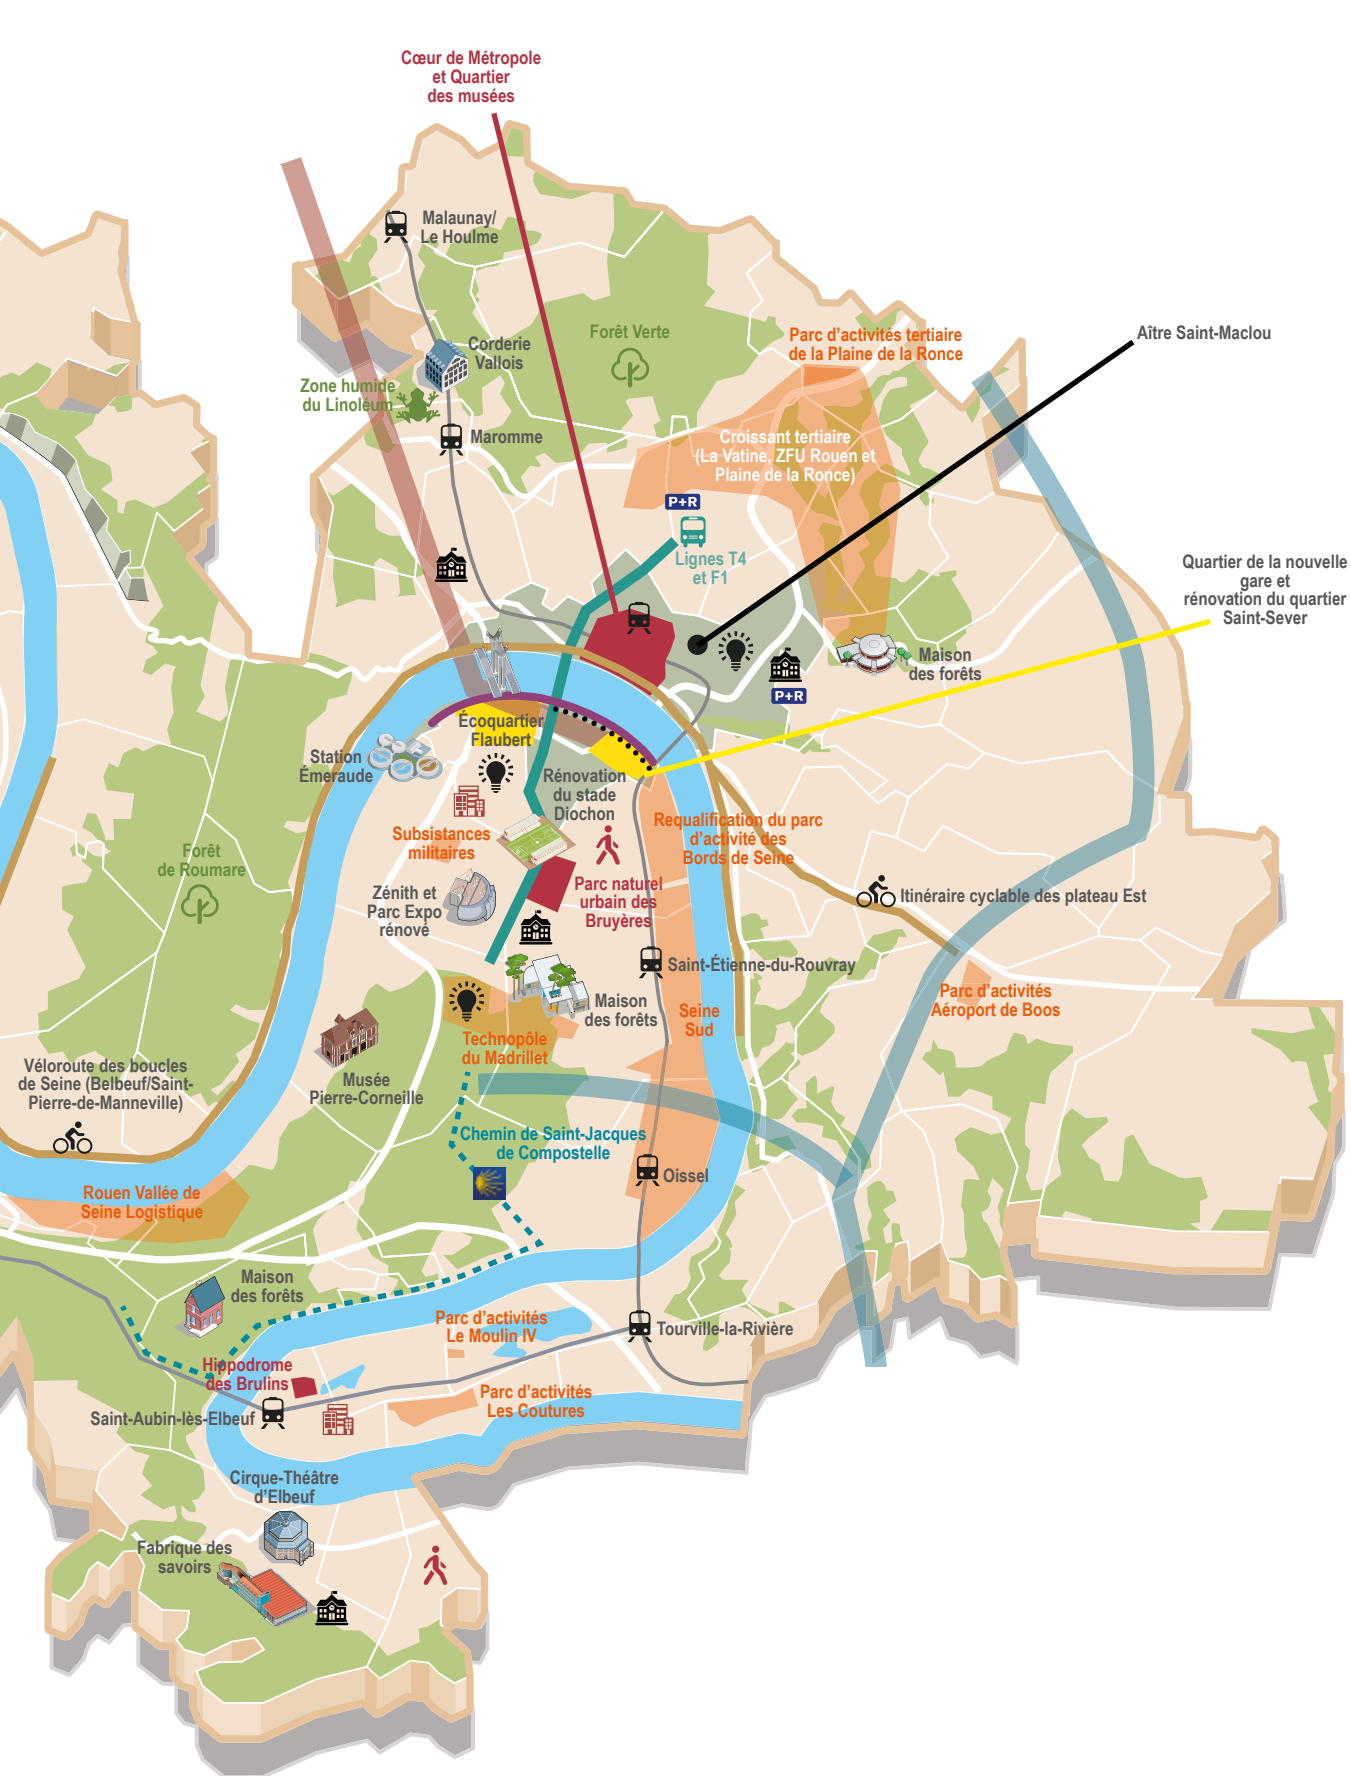 Cœur de Métropole
et Quartier
des musées
Malaunay/
Le Houlme
Forêt Verte
Parc d'activités tertiaire
de la Plaine de la Ronce
Aître Saint-Maclou
Corderie
Vallois
Zone humide
du Linoléum
Maromme
Croissant tertiaire
(La Vatine, ZFU Rouen et
Plaine de la Ronce)
P+R
Lignes T4
et F1
Quartier de la nouvelle
gare et
rénovation du quartier
Saint-Sever
Maison
des forêts
P+R
Écoquartier
Flaubert
Station
Émeraude
Rénovation
du stade
Diochon
Subsistances
militaires
Requalification du parc
d'activité des
Bords de Seine
Forêt
de Roumare
Zénith et
Parc Expo
rénové
Parc naturel
urbain des
Bruyères
Itinéraire cyclable des plateau Est
Saint-Étienne-du-Rouvray
Parc d'activités
Aéroport de Boos
Maison
des forêts
Seine
Sud
Technopôle
du Madrillet
Véloroute des boucles
de Seine (Belbeuf/Saint-
Pierre-de-Manneville)
Musée
Pierre-Corneille
Chemin de Saint-Jacques
de Compostelle
Oissel
Rouen Vallée de
Seine Logistique
Maison
des forêts
Parc d'activités
Le Moulin IV
Tourville-la-Rivière
Hippodrome
des Brulins
Parc d'activités
Les Coutures
Saint-Aubin-lès-Elbeuf
Cirque-Théâtre
d'Elbeuf
Fabrique des
savoirs